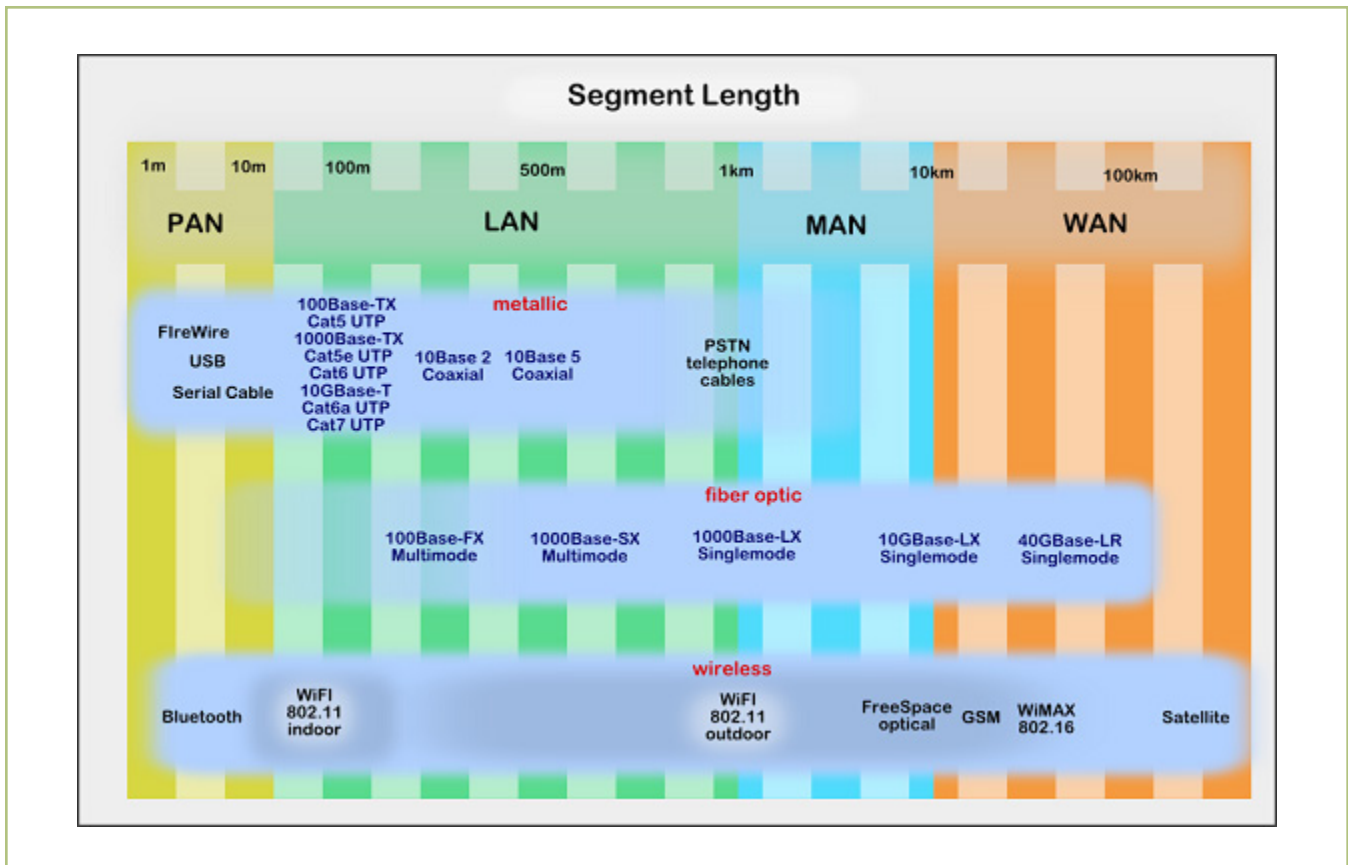 Segment Length
1m 10m 100m 500m 1km 10km 100km
PAN LAN MAN WAN
metallic
FIreWire
USB
Serial Cable
100Base-TX
Cat5 UTP
1000Base-TX
Cat5e UTP
Cat6 UTP
10GBase-T
Cat6a UTP
Cat7 UTP
10Base 2
Coaxial
10Base 5
Coaxial
PSTN
telephone
cables
fiber optic
100Base-FX
Multimode
1000Base-SX
Multimode
1000Base-LX
Singlemode
10GBase-LX
Singlemode
40GBase-LR
Singlemode
wireless
Bluetooth
WiFI
802.11
indoor
WiFI
802.11
outdoor
FreeSpace
optical
GSM
WiMAX
802.16
Satellite